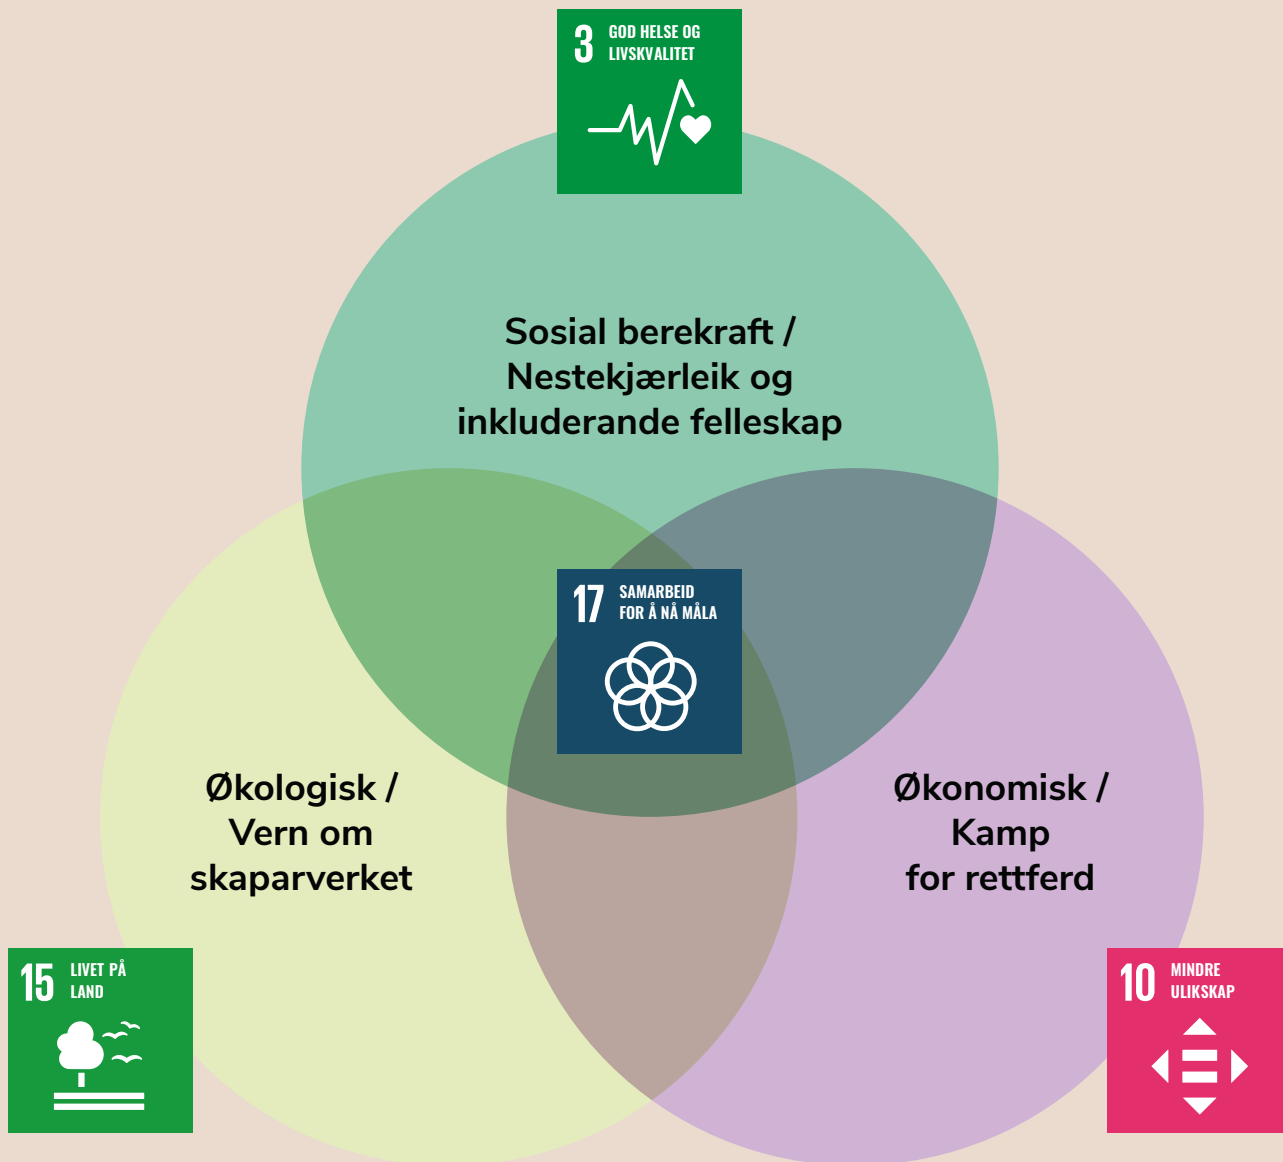 3 GOD HELSE OG
LIVSKVALITET
Sosial berekraft /
Nestekjærleik og
inkluderande felleskap
17 SAMARBEID
FOR Å NÅ MÅLA
Økologisk /
Vern om
skaparverket
Økonomisk /
Kamp
for rettferd
15 LIVET PÅ
LAND
10 MINDRE
ULIKSKAP